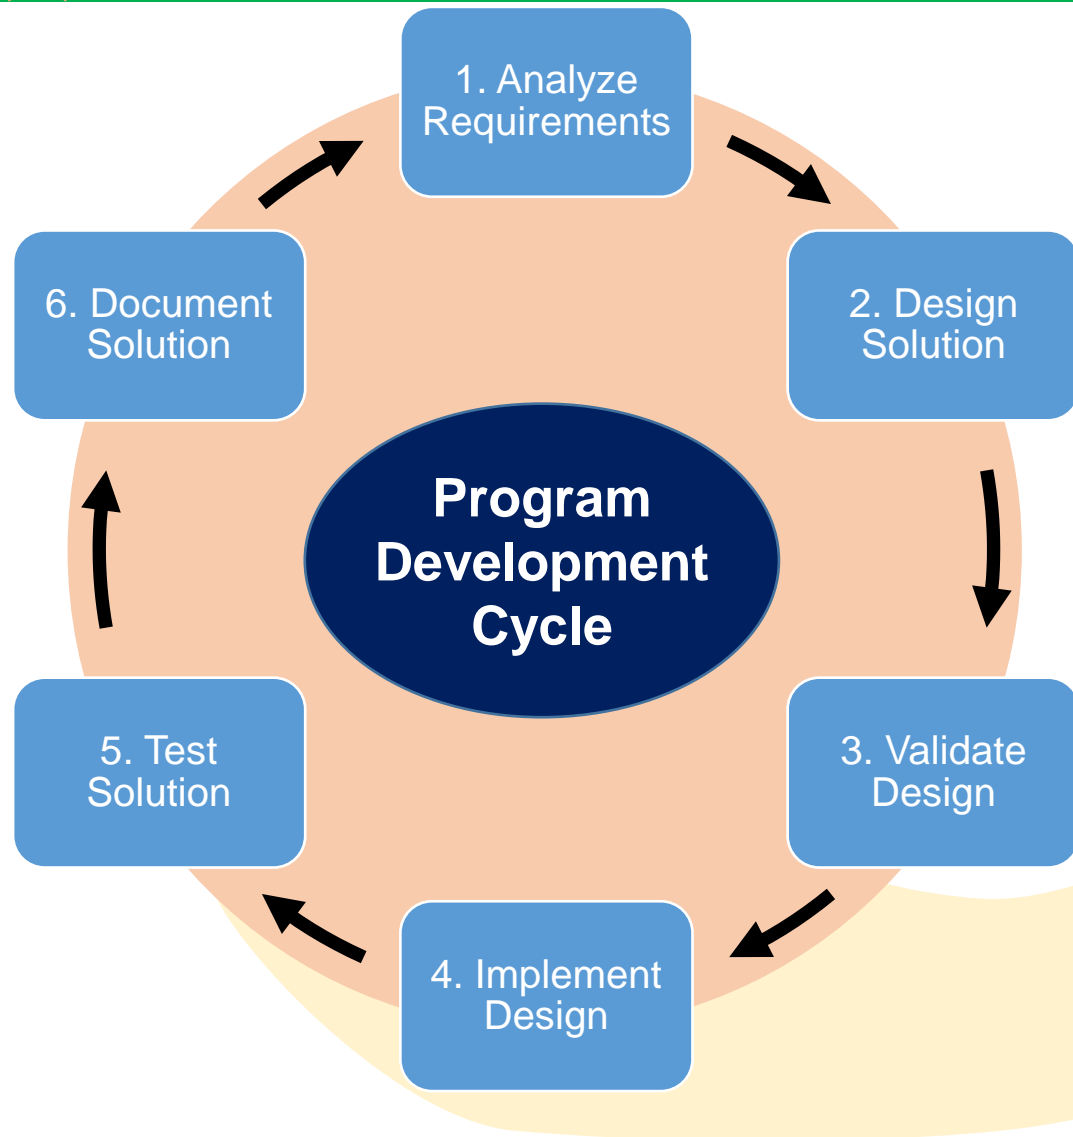 1. Analyze
Requirements
2. Design
Solution
3. Validate
Design
4. Implement
Design
5. Test
Solution
6. Document
Solution
Program
Development
Cycle